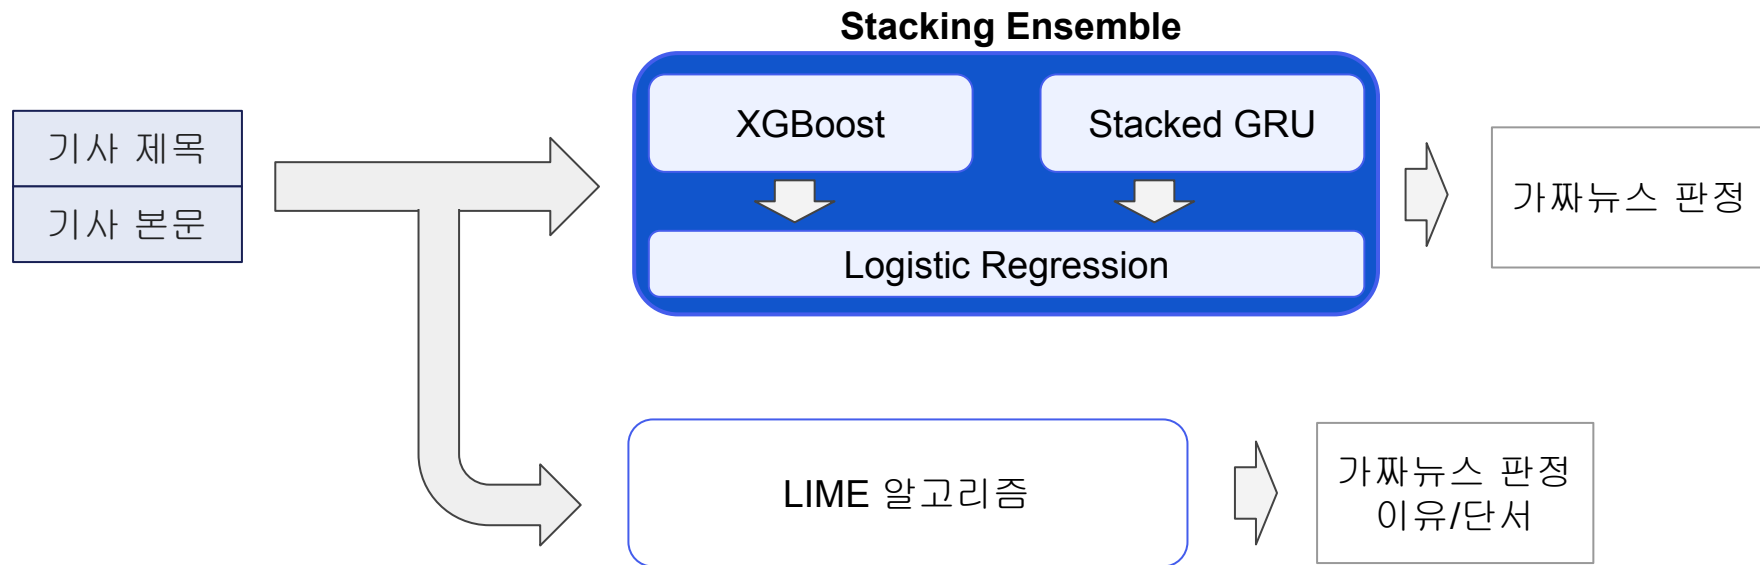 Stacking Ensemble
기사 제목
기사 본문
XGBoost
Stacked GRU
Logistic Regression
가짜뉴스 판정
LIME 알고리즘
가짜뉴스 판정
이유/단서